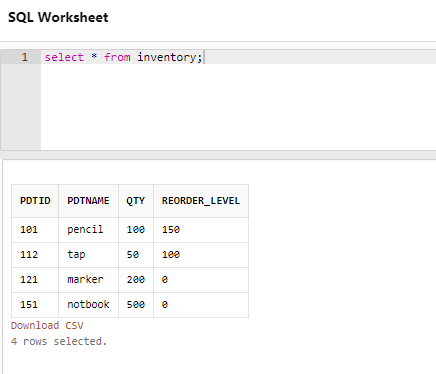 SQL Worksheet
1 select * from inventory;
PDTID PDTNAME QTY REORDER_LEVEL
101 pencil 100 150
112 tap 50 100
121 marker 200 0
151 notbook 500 0
Download CSV
4 rows selected.